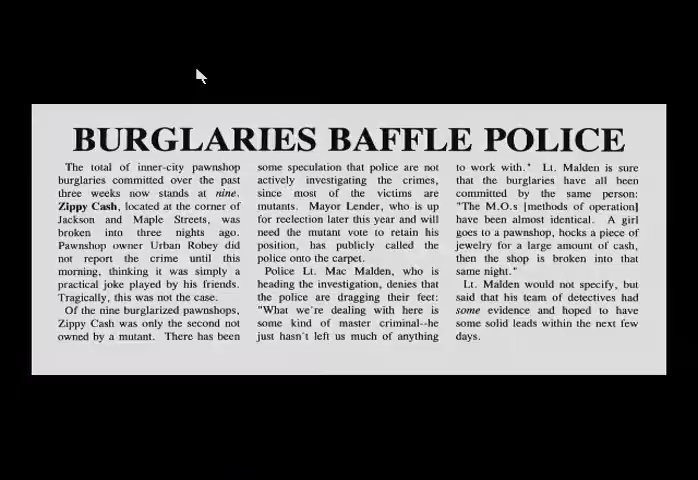 BURGLARIES BAFFLE POLICE
The total of inner-city pawnshop
burglaries committed over the past
three weeks now stands at nine.
Zippy Cash, located at the corner of
Jackson and Maple Streets, was
broken into three nights ago.
Pawnshop owner Urban Robey did
not report the crime until this
morning, thinking it was simply a
practical joke played by his friends.
Tragically, this was not the case.
Of the nine burglarized pawnshops,
Zippy Cash was only the second not
owned by a mutant. There has been
some speculation that police are not
actively investigating the crimes,
since most of the victims are
mutants. Mayor Lender, who is up
for reelection later this year and will
need the mutant vote to retain his
position, has publicly called the
police onto the carpet.
Police Lt. Mac Malden, who is
heading the investigation, denies that
the police are dragging their feet:
"What we're dealing with here is
some kind of master criminal--he
just hasn't left us much of anything
to work with." Lt. Malden is sure
that the burglaries have all been
committed by the same person:
"The M.O.s [methods of operation]
have been almost identical. A girl
goes to a pawnshop, hocks a piece of
jewelry for a large amount of cash,
then the shop is broken into that
same night."
Lt. Malden would not specify, but
said that his team of detectives had
some evidence and hoped to have
some solid leads within the next few
days.